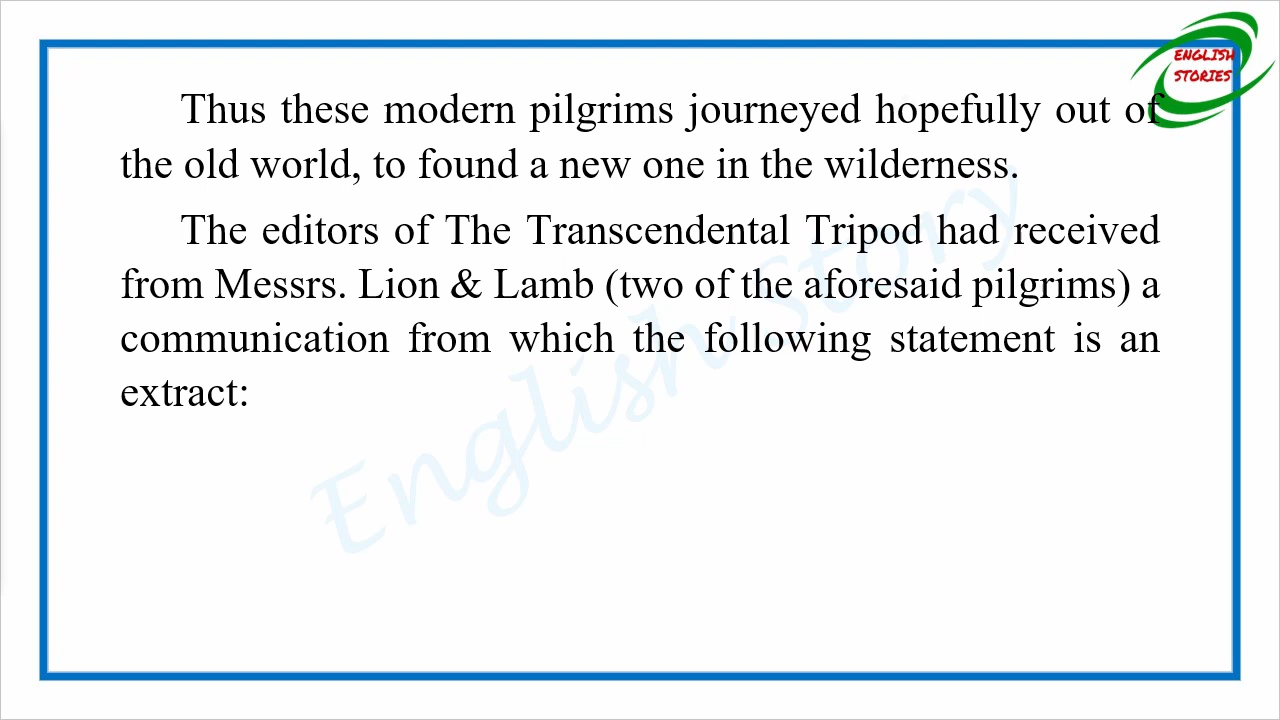 ENGLISH
STORIES
Thus these modern pilgrims journeyed hopefully out of
the old world, to found a new one in the wilderness.
The editors of The Transcendental Tripod had received
from Messrs. Lion & Lamb (two of the aforesaid pilgrims) a
communication from which the following statement is an
extract:
English Story